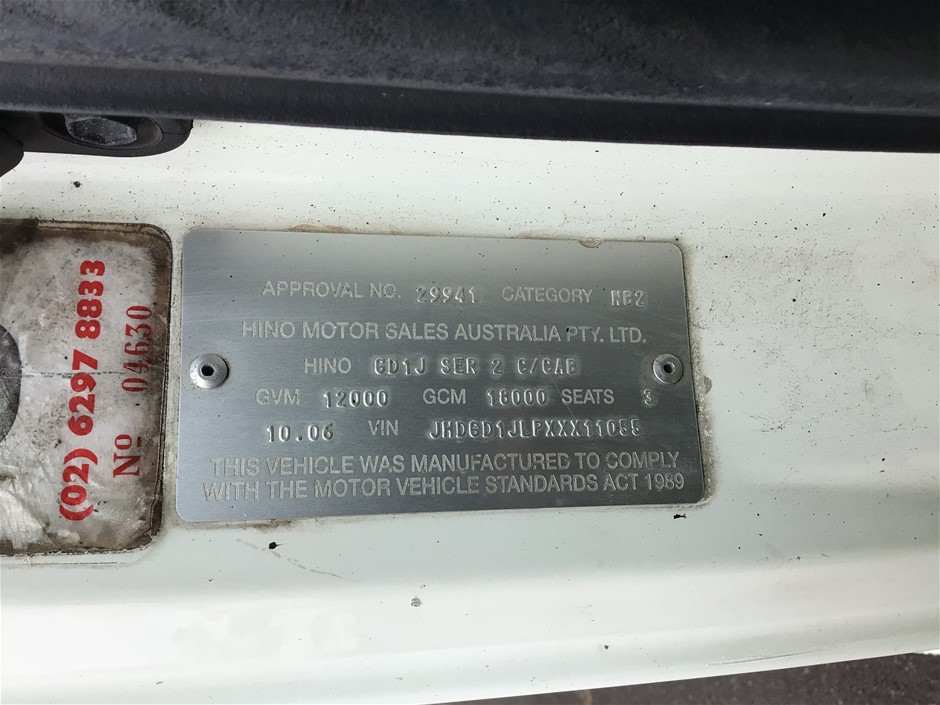 (02) 6297 8833
Nº 04630
APPROVAL NO. 29941 CATEGORY NB2
HINO MOTOR SALES AUSTRALIA PTY. LTD.
HINO GD1J SER 2 C/CAB
GVM 12000 GCM 18000 SEATS 3
10.06 VIN JHDGD1JLPXXX11055
THIS VEHICLE WAS MANUFACTURED TO COMPLY
WITH THE MOTOR VEHICLE STANDARDS ACT 1989